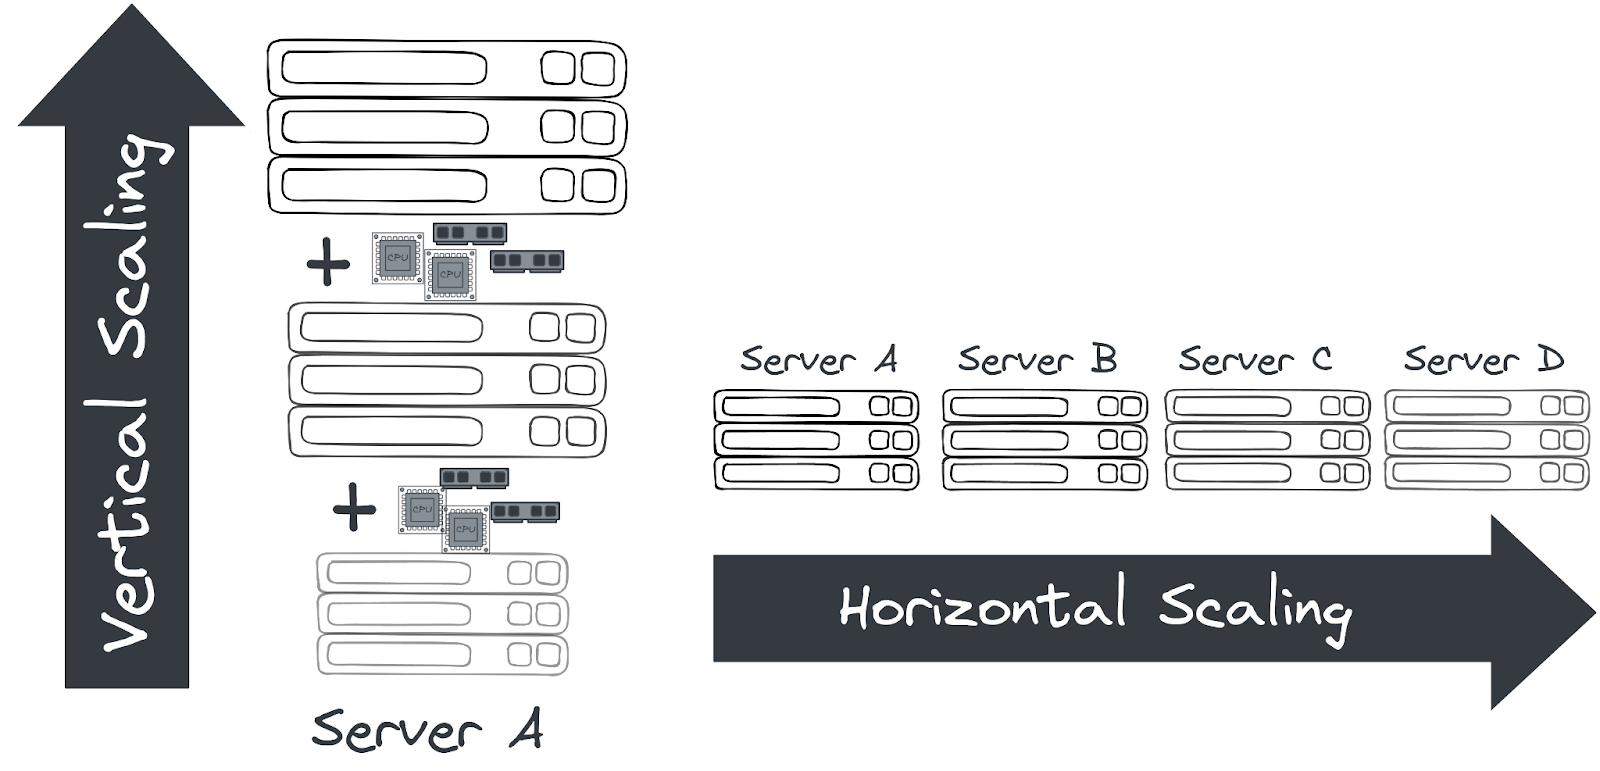 Vertical Scaling
+
CPU
CPU
+
CPU
CPU
Server A
Server A
Server B
Server C
Server D
Horizontal Scaling